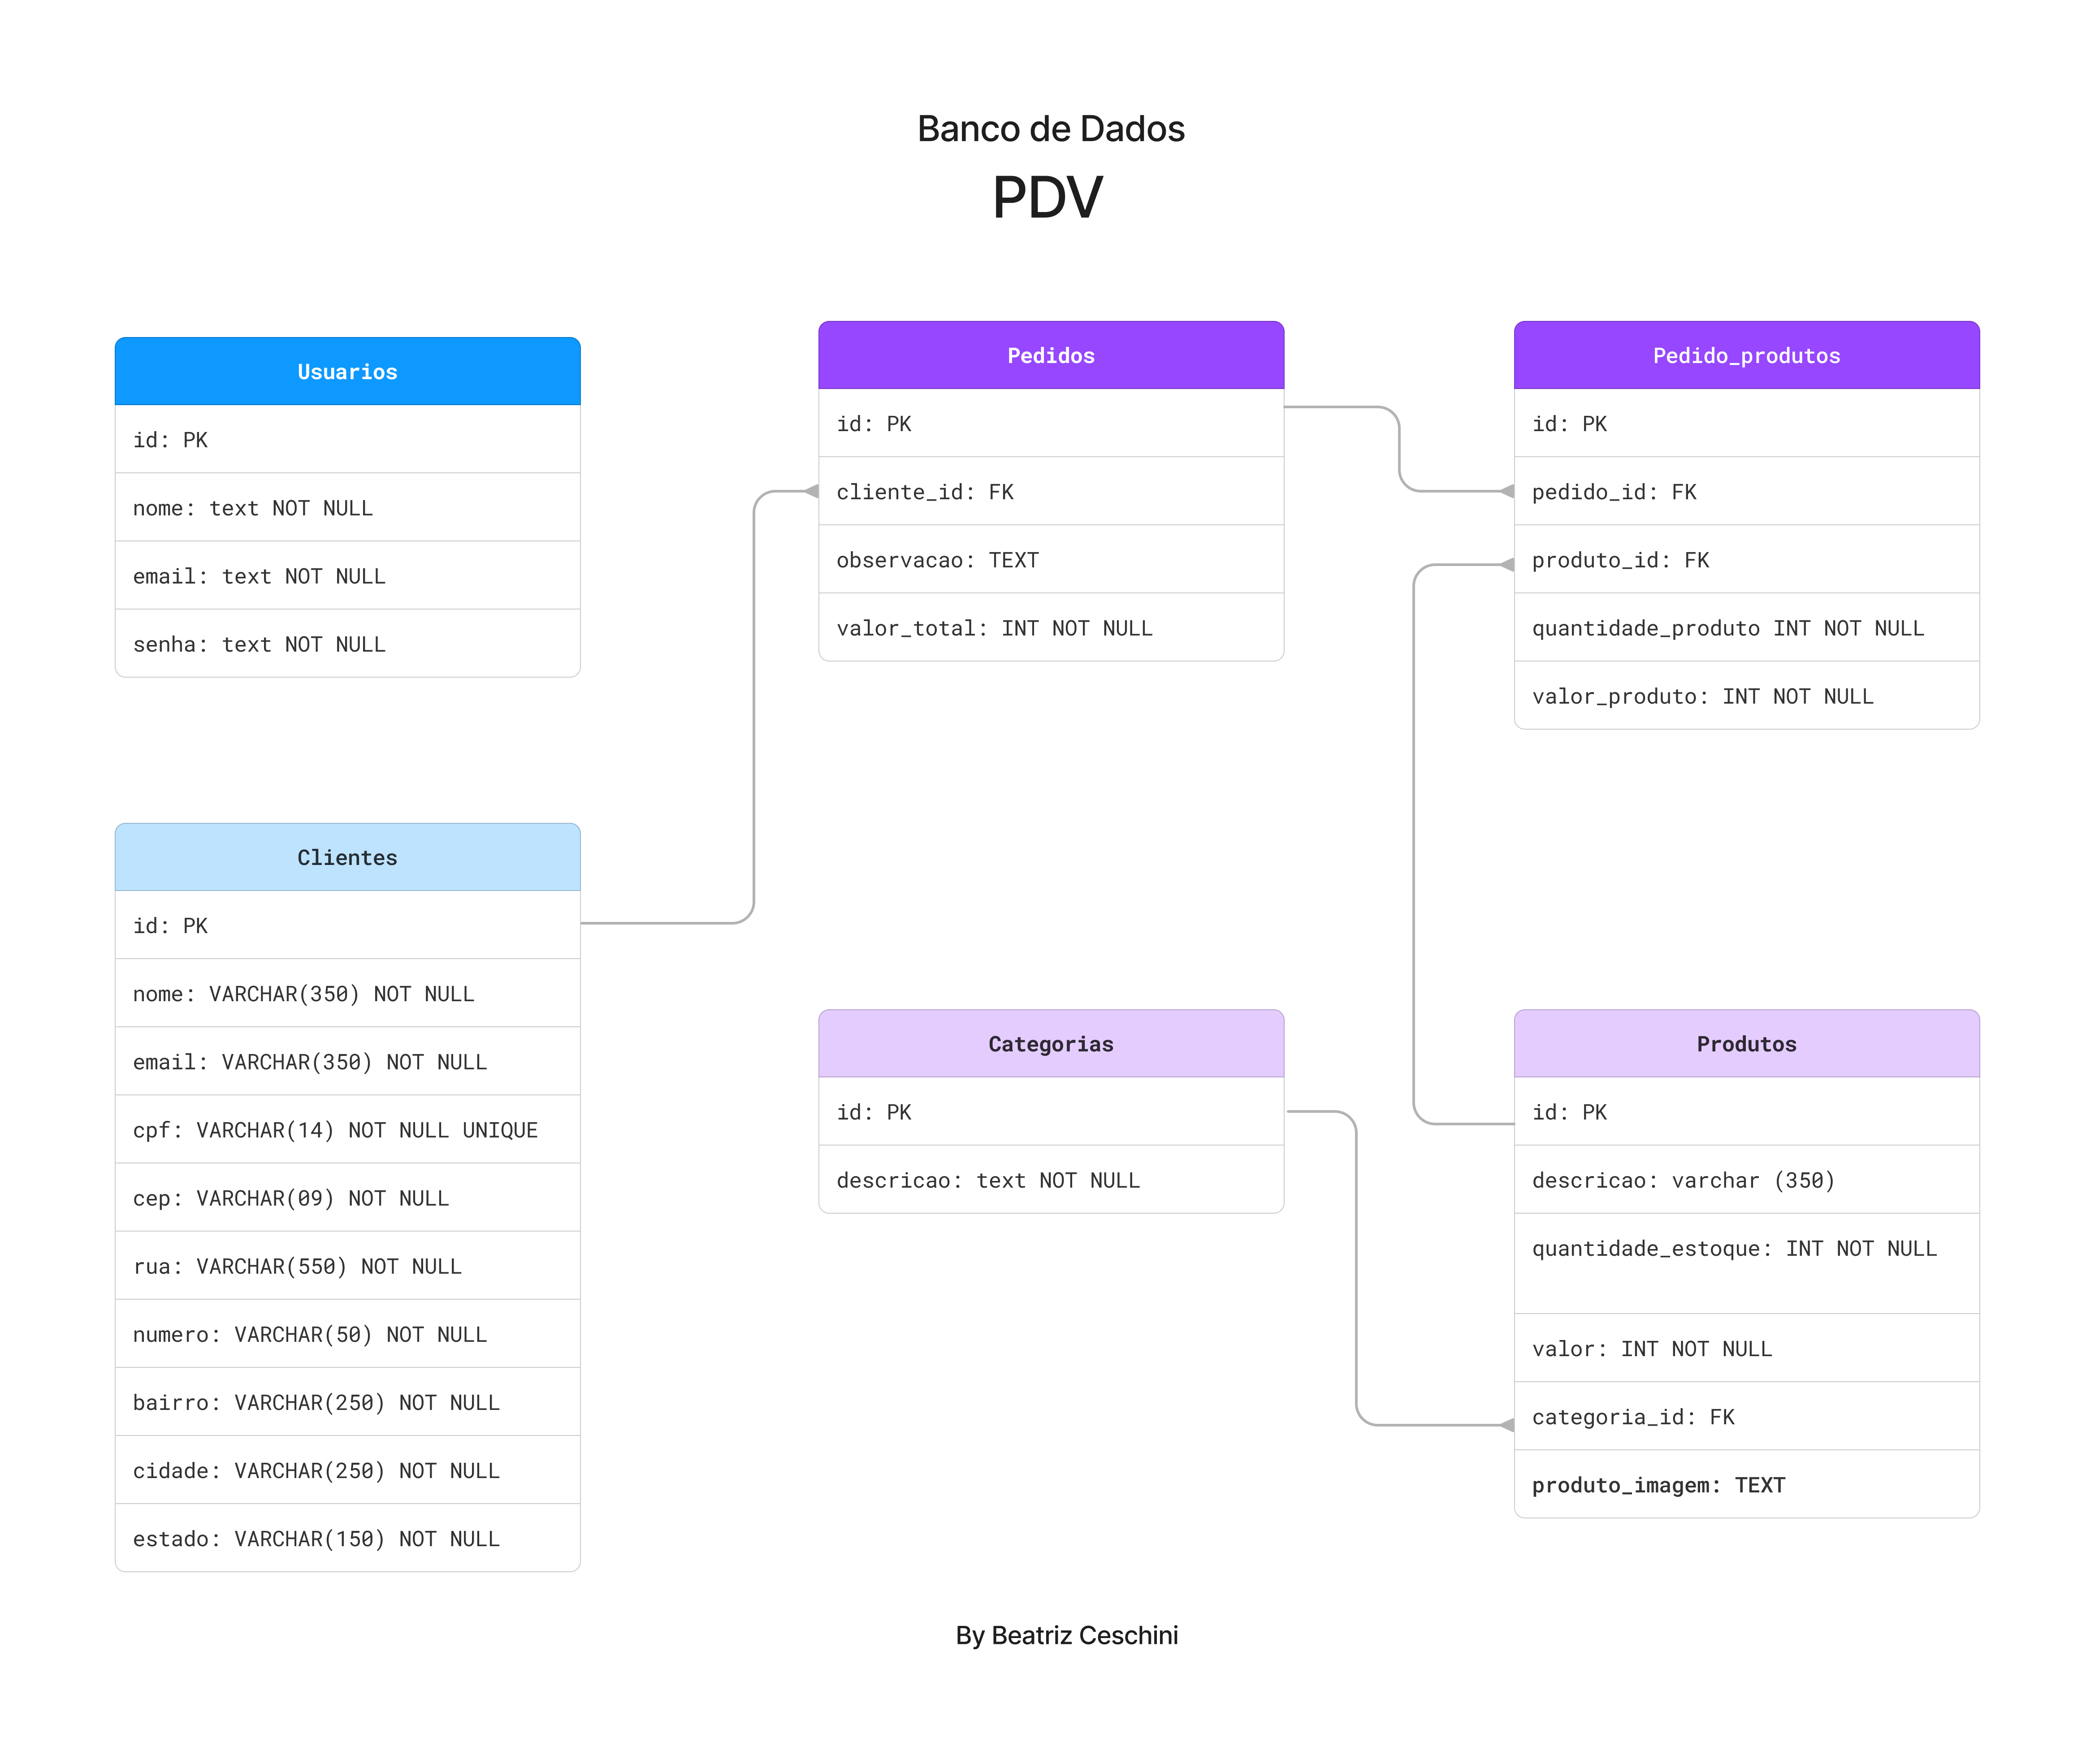 Banco de Dados
PDV
Usuarios
id: PK
nome: text NOT NULL
email: text NOT NULL
senha: text NOT NULL
Pedidos
id: PK
cliente_id: FK
observacao: TEXT
valor_total: INT NOT NULL
Pedido_produtos
id: PK
pedido_id: FK
produto_id: FK
quantidade_produto INT NOT NULL
valor_produto: INT NOT NULL
Clientes
id: PK
nome: VARCHAR(350) NOT NULL
email: VARCHAR(350) NOT NULL
cpf: VARCHAR(14) NOT NULL UNIQUE
cep: VARCHAR(09) NOT NULL
rua: VARCHAR(550) NOT NULL
numero: VARCHAR(50) NOT NULL
bairro: VARCHAR(250) NOT NULL
cidade: VARCHAR(250) NOT NULL
estado: VARCHAR(150) NOT NULL
Categorias
id: PK
descricao: text NOT NULL
Produtos
id: PK
descricao: varchar (350)
quantidade_estoque: INT NOT NULL
valor: INT NOT NULL
categoria_id: FK
produto_imagem: TEXT
By Beatriz Ceschini